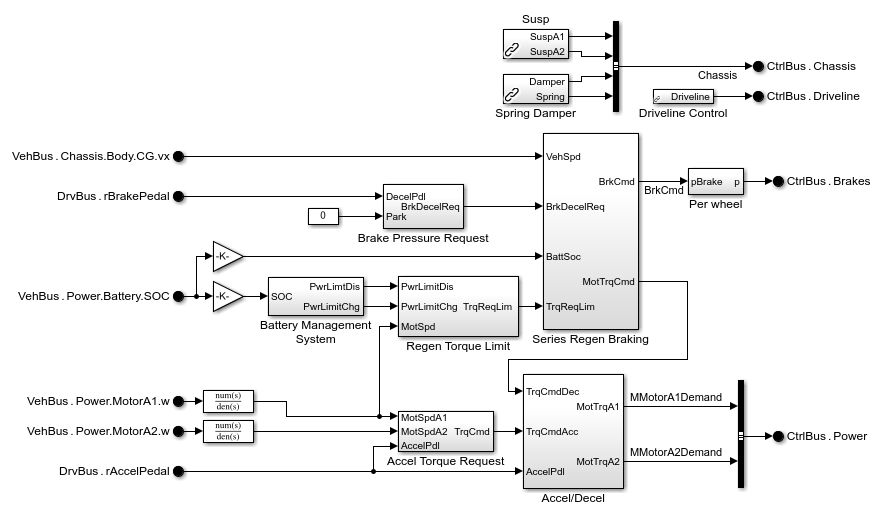 Susp
SuspA1
SuspA2
Damper
Spring
Spring Damper
Chassis
CtrlBus . Chassis
Driveline
CtrlBus . Driveline
Driveline Control
VehBus . Chassis.Body.CG.vx
DrvBus . rBrakePedal
DecelPdl
BrkDecelReq
Park
0
Brake Pressure Request
VehSpd
BrkCmd
BrkDecelReq
BattSoc
MotTrqCmd
TrqReqLim
Series Regen Braking
BrkCmd
pBrake p
Per wheel
CtrlBus . Brakes
-K-
VehBus . Power.Battery.SOC
-K-
SOC
PwrLimtDis
PwrLimitChg
Battery Management
System
PwrLimitDis
PwrLimitChg TrqReqLim
MotSpd
Regen Torque Limit
VehBus . Power.MotorA1.w
num(s)
den(s)
VehBus . Power.MotorA2.w
num(s)
den(s)
DrvBus . rAccelPedal
MotSpdA1
MotSpdA2 TrqCmd
AccelPdl
Accel Torque Request
TrqCmdDec
MotTrqA1
TrqCmdAcc
MotTrqA2
AccelPdl
Accel/Decel
MMotorA1Demand
MMotorA2Demand
CtrlBus . Power